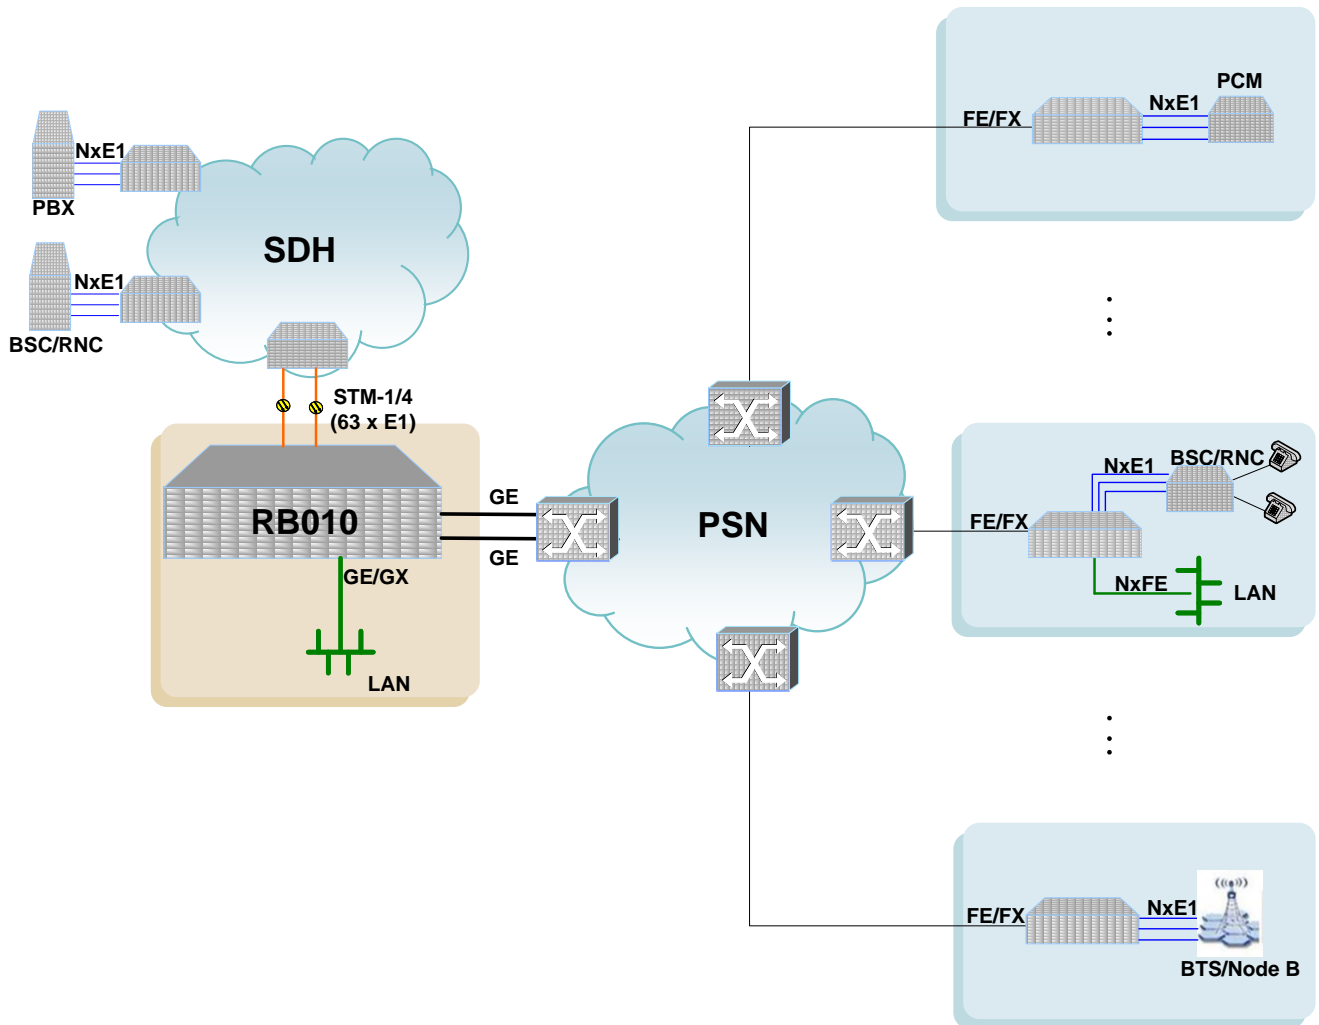 PCM
NxE1
FE/FX
NxE1
PBX
SDH
NxE1
BSC/RNC
STM-1/4
(63 x E1)
RB010
GE
GE
GE/GX
LAN
PSN
BSC/RNC
NxE1
FE/FX
NxFE
LAN
FE/FX
NxE1
BTS/Node B